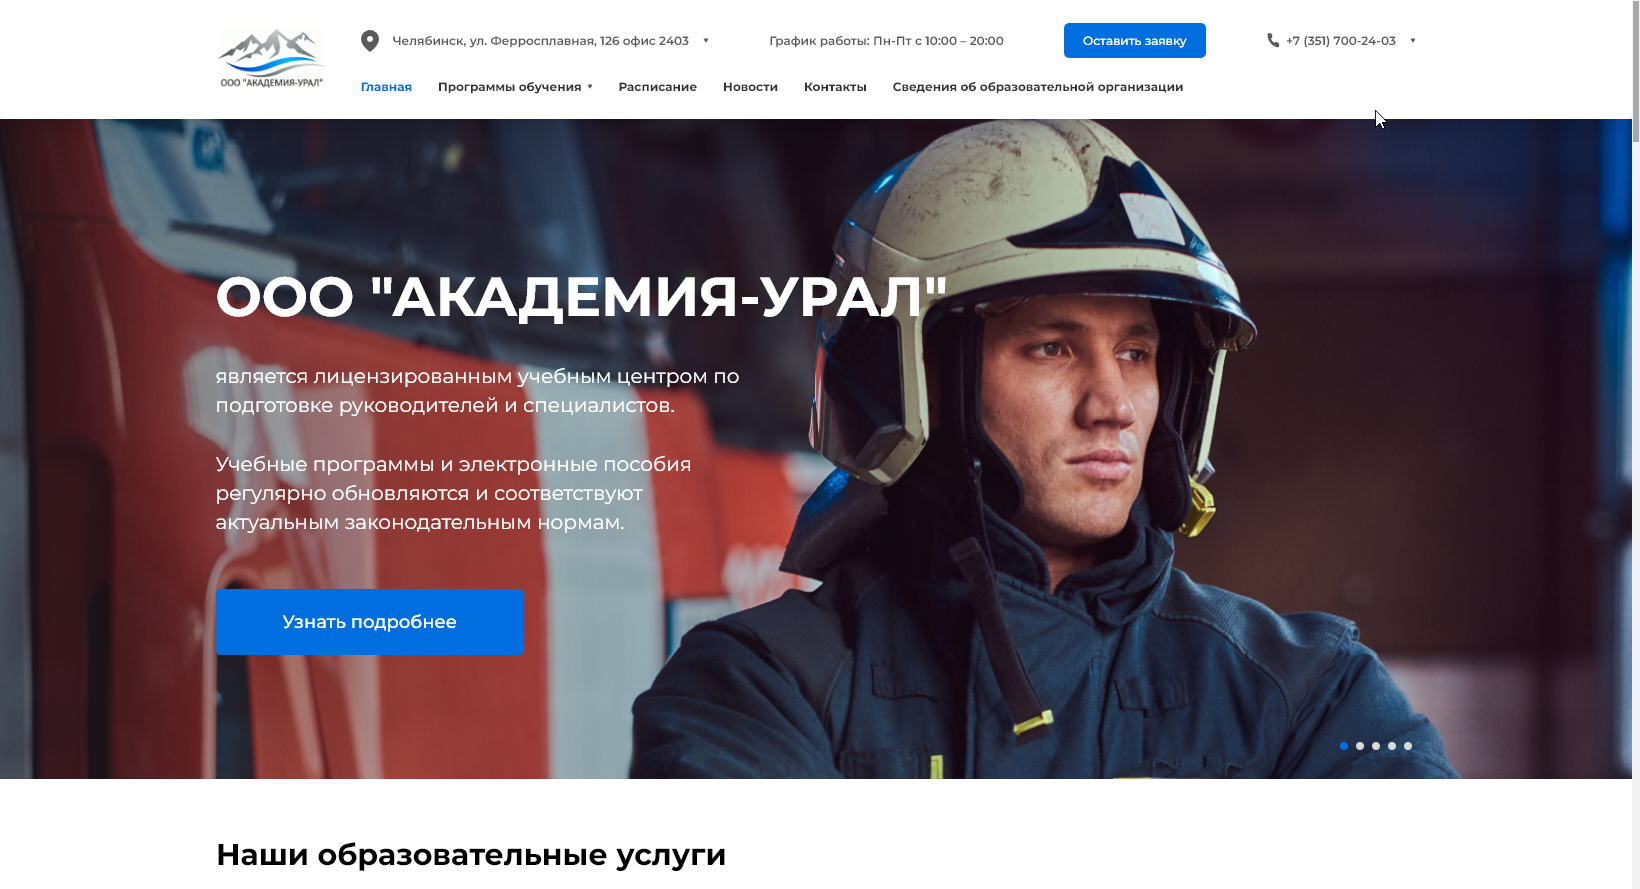 ООО "АКАДЕМИЯ-УРАЛ"
Челябинск, ул. Ферросплавная, 126 офис 2403
График работы: Пн-Пт с 10:00 – 20:00
Оставить заявку
+7 (351) 700-24-03
Главная
Программы обучения
Расписание
Новости
Контакты
Сведения об образовательной организации
ООО "АКАДЕМИЯ-УРАЛ"
является лицензированным учебным центром по
подготовке руководителей и специалистов.
Учебные программы и электронные пособия
регулярно обновляются и соответствуют
актуальным законодательным нормам.
Узнать подробнее
Наши образовательные услуги